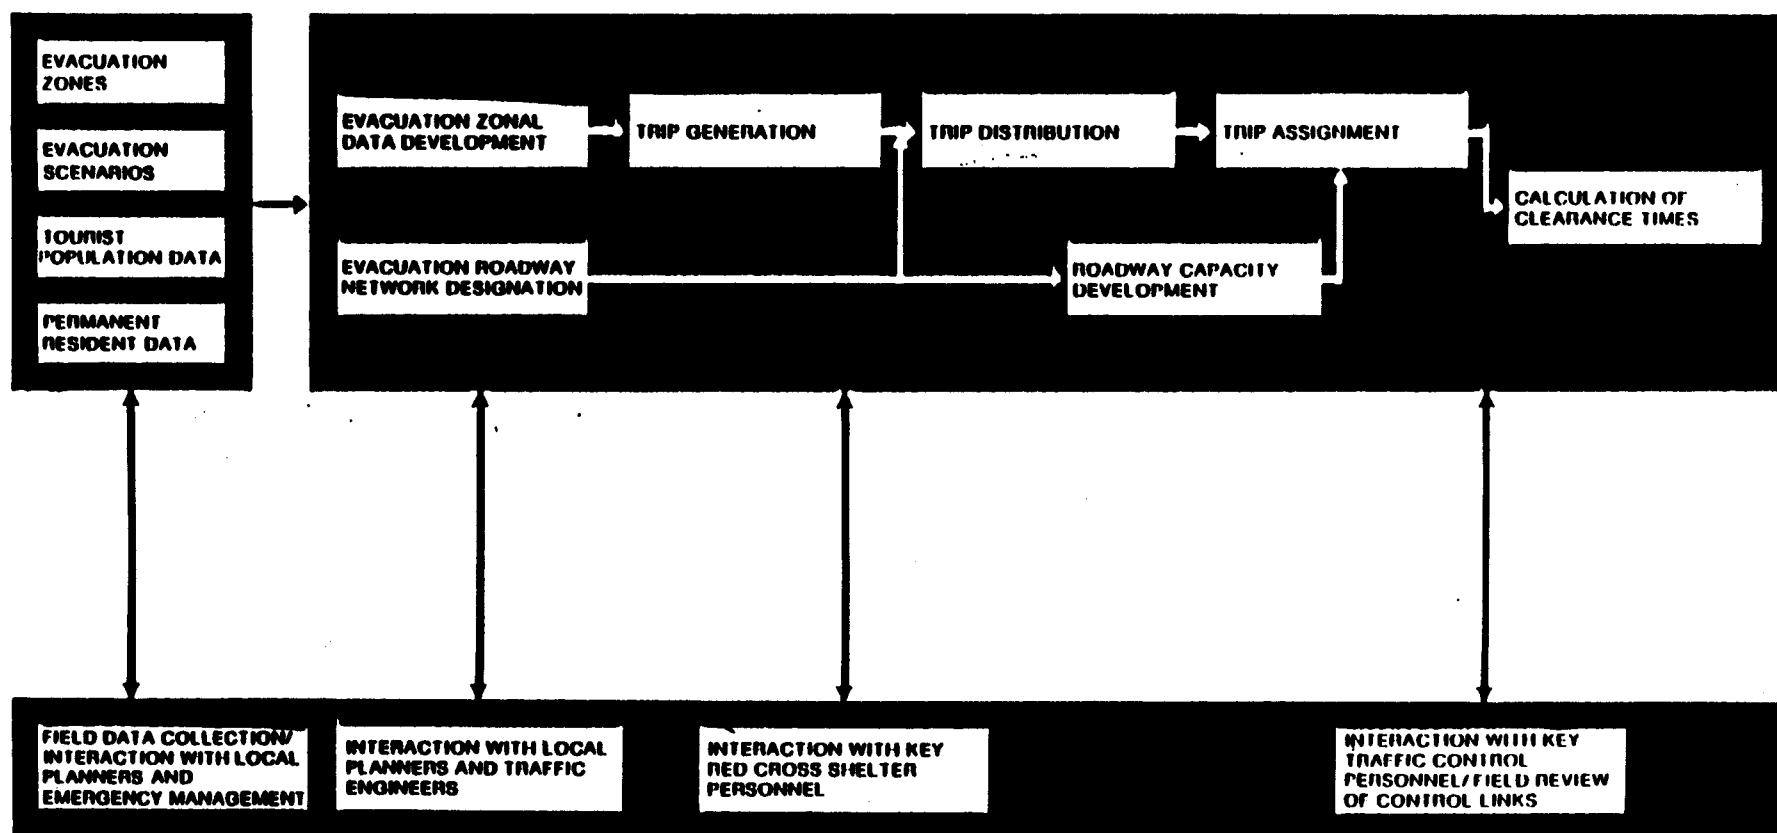 EVACUATION
ZONES
EVACUATION
SCENARIOS
TOURIST
POPULATION DATA
PERMANENT
RESIDENT DATA
EVACUATION ZONAL
DATA DEVELOPMENT
TRIP GENERATION
TRIP DISTRIBUTION
TRIP ASSIGNMENT
CALCULATION OF
CLEARANCE TIMES
EVACUATION ROADWAY
NETWORK DESIGNATION
ROADWAY CAPACITY
DEVELOPMENT
FIELD DATA COLLECTION/
INTERACTION WITH LOCAL
PLANNERS AND
EMERGENCY MANAGEMENT
INTERACTION WITH LOCAL
PLANNERS AND TRAFFIC
ENGINEERS
INTERACTION WITH KEY
RED CROSS SHELTER
PERSONNEL
INTERACTION WITH KEY
TRAFFIC CONTROL
PERSONNEL/FIELD REVIEW
OF CONTROL LINKS